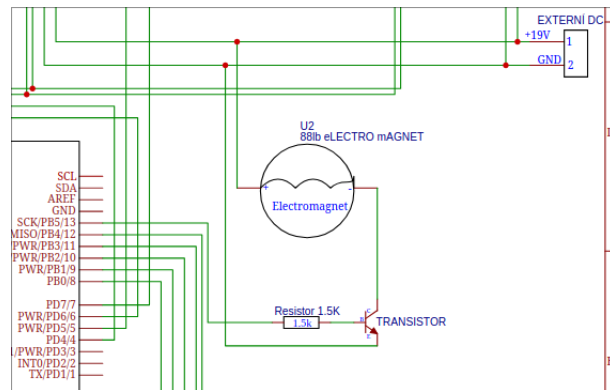 EXTERNÍ DC
+19V
1
GND
2
U2
88lb eLECTRO mAGNET
+
-
Electromagnet
SCL
SDA
AREF
GND
SCK/PB5/13
MISO/PB4/12
PWR/PB3/11
PWR/PB2/10
PWR/PB1/9
PB0/8
PD7/7
PWR/PD6/6
PWR/PD5/5
PD4/4
/PWR/PD3/3
INT0/PD2/2
TX/PD1/1
Resistor 1.5K
1.5k
C
B
E
TRANSISTOR